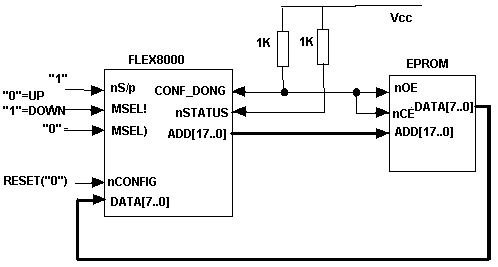 Vcc
1K
1K
FLEX8000
EPROM
"1"
nS/p
CONF_DONG
nOE
"0"=UP
MSEL!
nSTATUS
nCE
DATA[7..0]
"1"=DOWN
"0"
MSEL)
ADD[17..0]
ADD[17..0]
RESET("0")
nCONFIG
DATA[7..0]